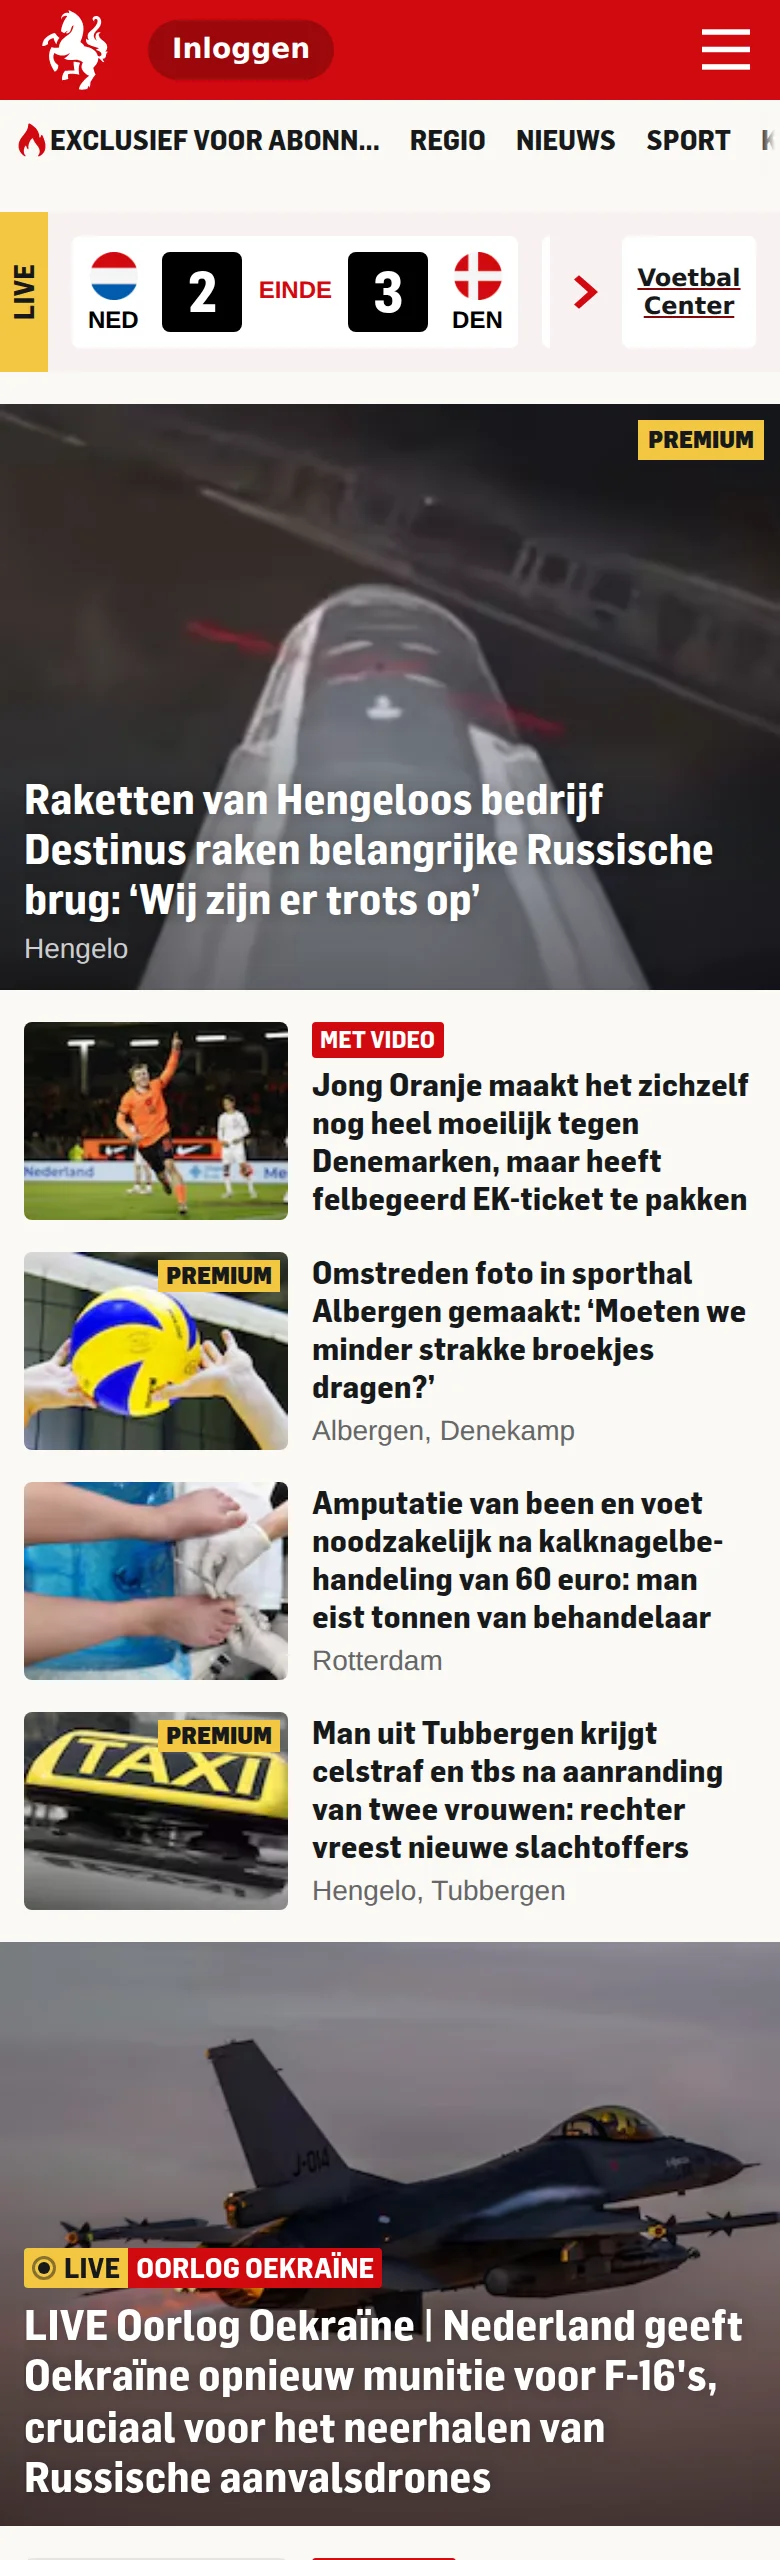 Inloggen
EXCLUSIEF VOOR ABONN... REGIO NIEUWS SPORT
LIVE
NED 2 EINDE 3 DEN
Voetbal
Center
PREMIUM
Raketten van Hengeloos bedrijf
Destinus raken belangrijke Russische
brug: ‘Wij zijn er trots op’
Hengelo
MET VIDEO
Jong Oranje maakt het zichzelf
nog heel moeilijk tegen
Denemarken, maar heeft
felbegeerd EK-ticket te pakken
Nederland
PREMIUM
Omstreden foto in sporthal
Albergen gemaakt: ‘Moeten we
minder strakke broekjes
dragen?’
Albergen, Denekamp
Amputatie van been en voet
noodzakelijk na kalknagelbe-
handeling van 60 euro: man
eist tonnen van behandelaar
Rotterdam
PREMIUM
TAXI
Man uit Tubbergen krijgt
celstraf en tbs na aanranding
van twee vrouwen: rechter
vreest nieuwe slachtoffers
Hengelo, Tubbergen
J-014
LIVE OORLOG OEKRAÏNE
LIVE Oorlog Oekraïne | Nederland geeft
Oekraïne opnieuw munitie voor F-16's,
cruciaal voor het neerhalen van
Russische aanvalsdrones